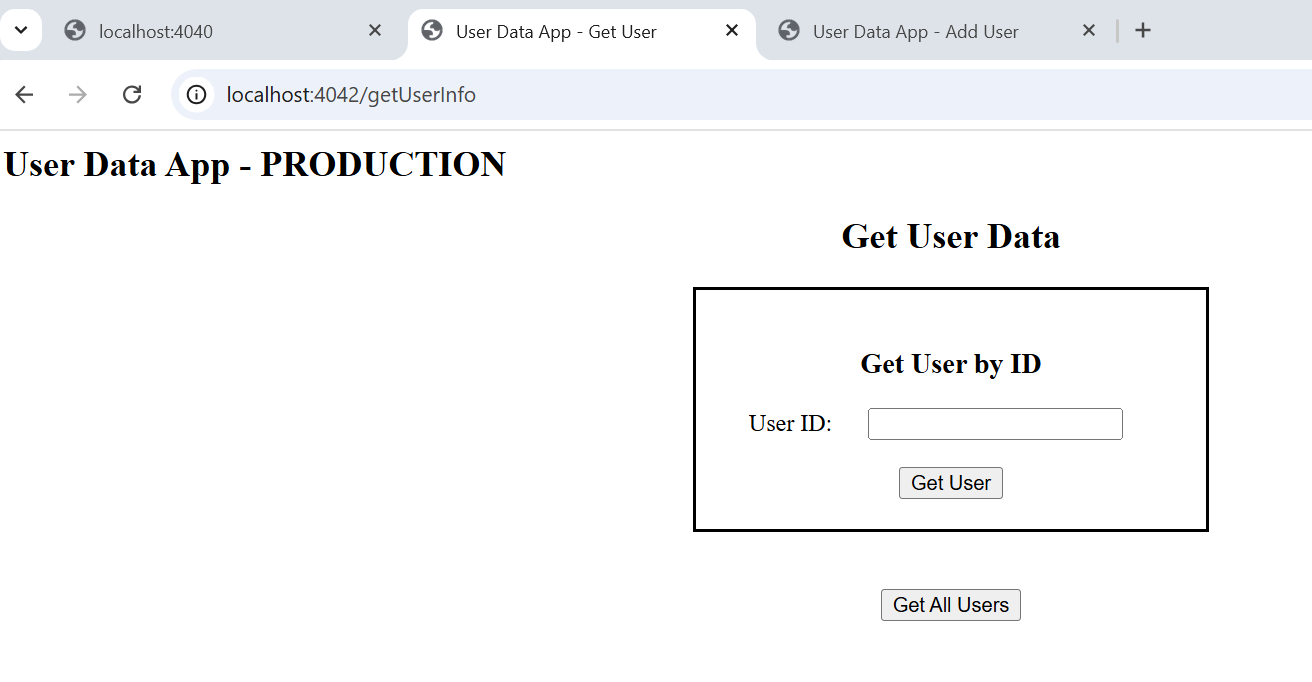 localhost:4040
User Data App - Get User
User Data App - Add User
localhost:4042/getUserInfo
User Data App - PRODUCTION
Get User Data
Get User by ID
User ID:
Get User
Get All Users